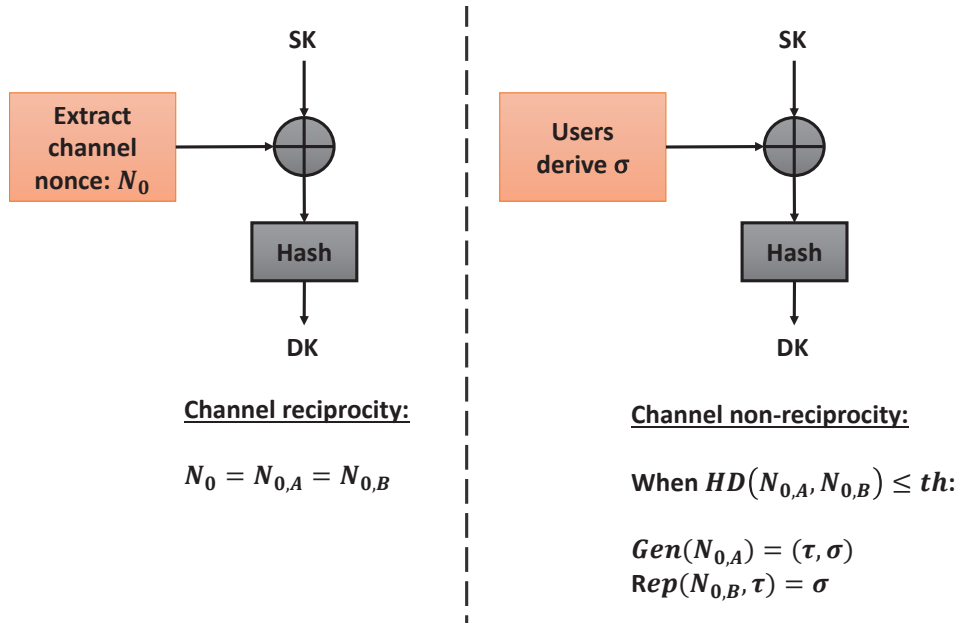 SK
Extract
channel
nonce: N₀
Hash
DK
Channel reciprocity:
N₀ = N₀,A = N₀,B
SK
Users
derive σ
Hash
DK
Channel non-reciprocity:
When HD(N₀,A, N₀,B) ≤ th:
Gen(N₀,A) = (τ, σ)
Rep(N₀,B, τ) = σ